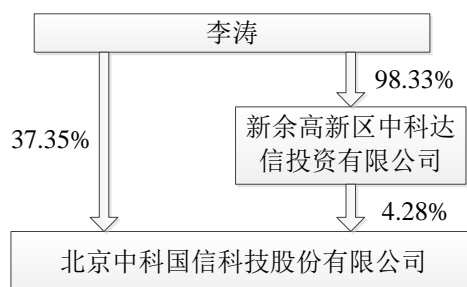 李涛
98.33%
37.35%
新余高新区中科达
信投资有限公司
4.28%
北京中科国信科技股份有限公司